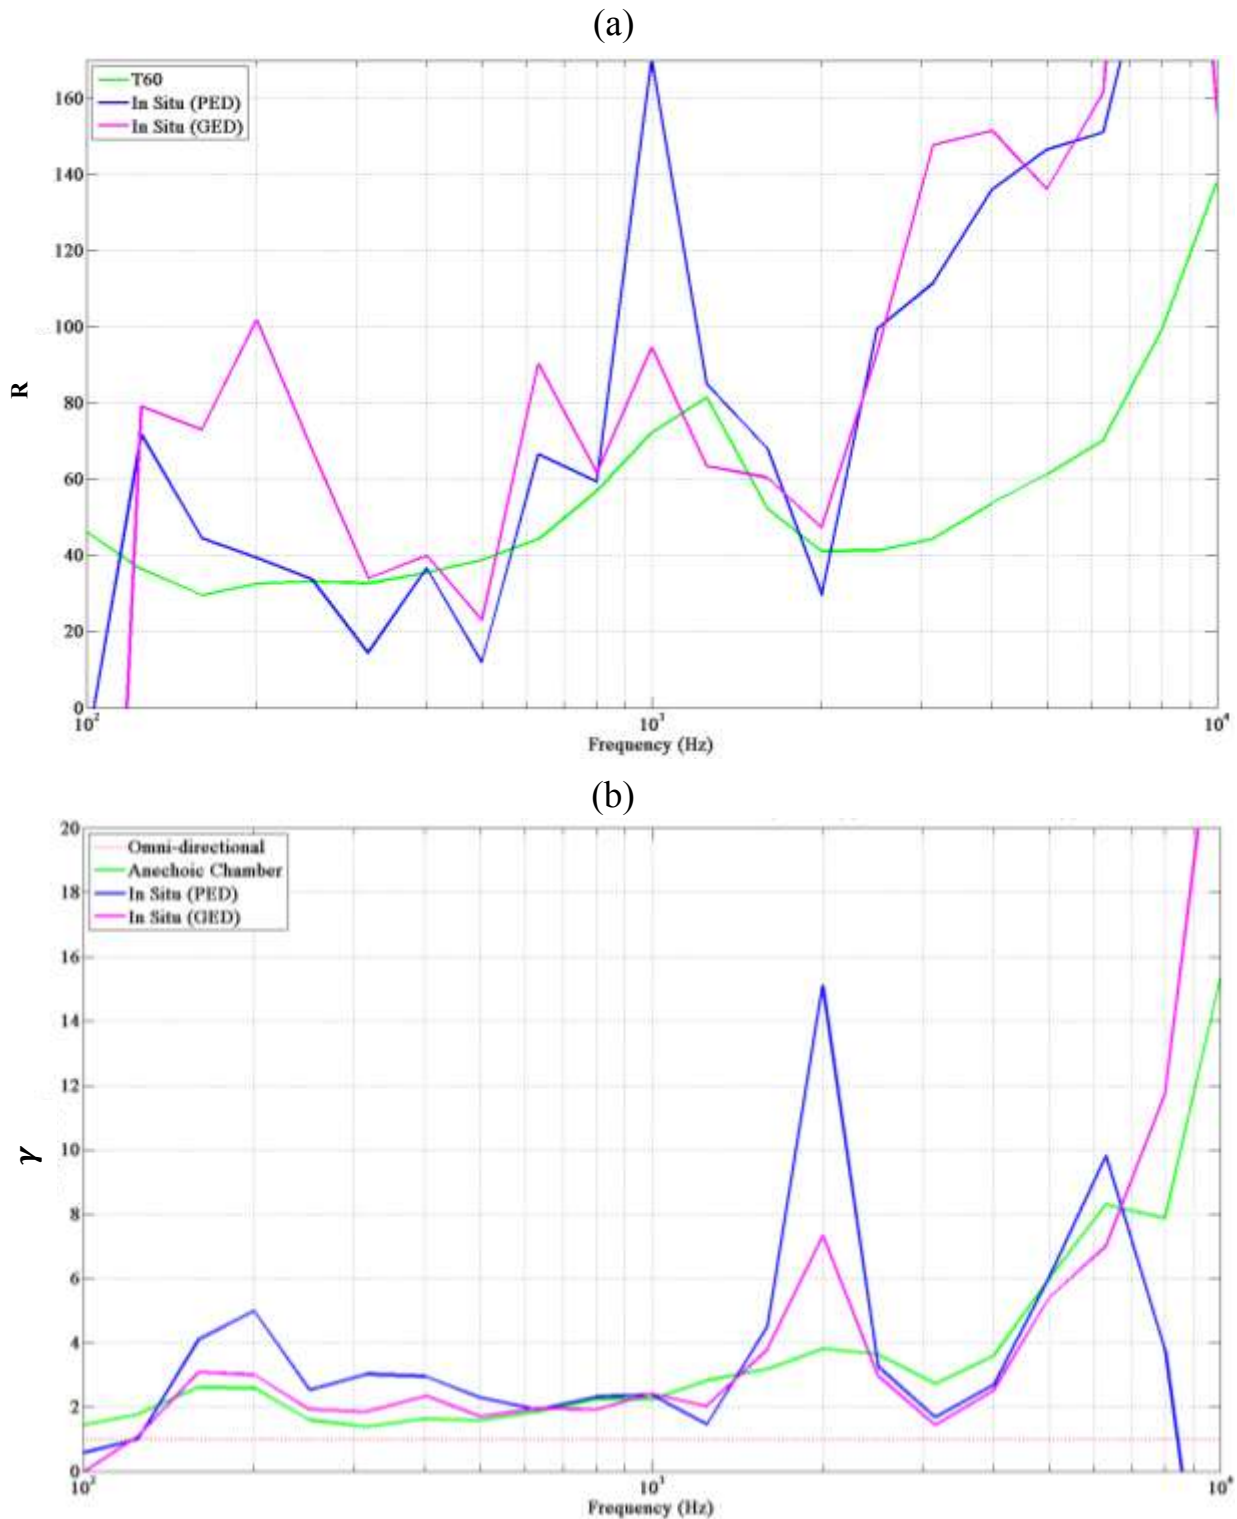 (a)
T60
In Situ (PED)
In Situ (GED)
160
140
120
100
80
60
40
20
0
R
10²
10³
10⁴
Frequency (Hz)
(b)
Omni-directional
Anechoic Chamber
In Situ (PED)
In Situ (GED)
20
18
16
14
12
10
8
6
4
2
0
γ
10²
10³
10⁴
Frequency (Hz)